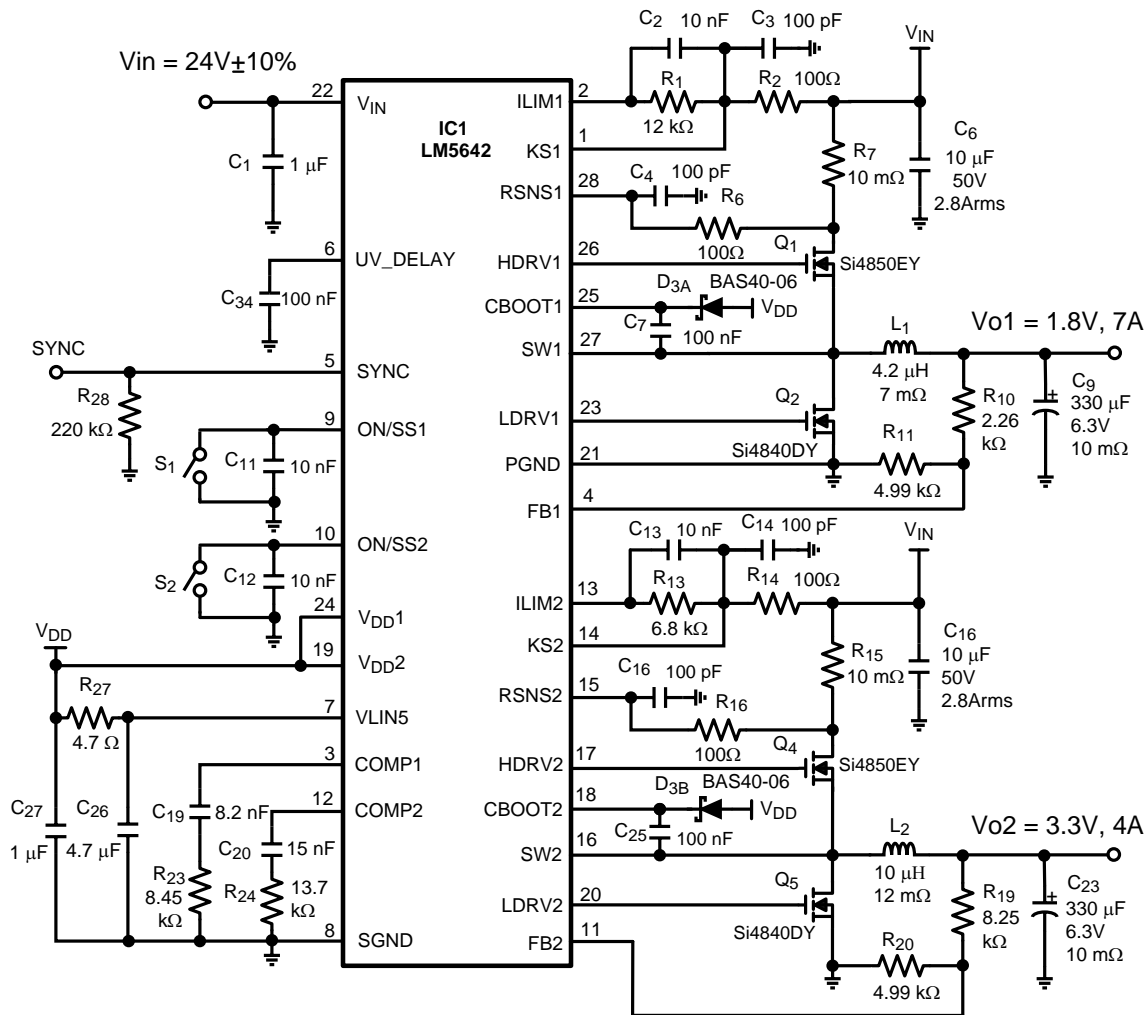 Vin = 24V±10%
22
VIN
C1
1 μF
IC1
LM5642
6
UV_DELAY
C34
100 nF
SYNC
5
SYNC
R28
220 kΩ
9
ON/SS1
S1
C11
10 nF
10
ON/SS2
S2
C12
10 nF
24
VDD1
VDD
19
VDD2
R27
4.7 Ω
7
VLIN5
3
COMP1
12
COMP2
C27
1 μF
C26
4.7 μF
C19
8.2 nF
C20
15 nF
R23
8.45
kΩ
R24
13.7
kΩ
8
SGND
C2
10 nF
C3
100 pF
VIN
2
ILIM1
R1
12 kΩ
R2
100Ω
1
KS1
C6
10 μF
50V
2.8Arms
R7
10 mΩ
28
RSNS1
C4
100 pF
R6
100Ω
26
HDRV1
Q1
Si4850EY
25
CBOOT1
D3A
BAS40-06
VDD
C7
100 nF
27
SW1
L1
4.2 μH
7 mΩ
Vo1 = 1.8V, 7A
23
LDRV1
Q2
Si4840DY
R10
2.26
kΩ
C9
+
330 μF
6.3V
10 mΩ
21
PGND
R11
4.99 kΩ
4
FB1
C13
10 nF
C14
100 pF
VIN
13
ILIM2
R13
6.8 kΩ
R14
100Ω
14
KS2
C16
10 μF
50V
2.8Arms
R15
10 mΩ
15
RSNS2
C16
100 pF
R16
100Ω
17
HDRV2
Q4
Si4850EY
18
CBOOT2
D3B
BAS40-06
VDD
C25
100 nF
16
SW2
L2
10 μH
12 mΩ
Vo2 = 3.3V, 4A
20
LDRV2
Q5
Si4840DY
R19
8.25
kΩ
C23
+
330 μF
6.3V
10 mΩ
11
FB2
R20
4.99 kΩ